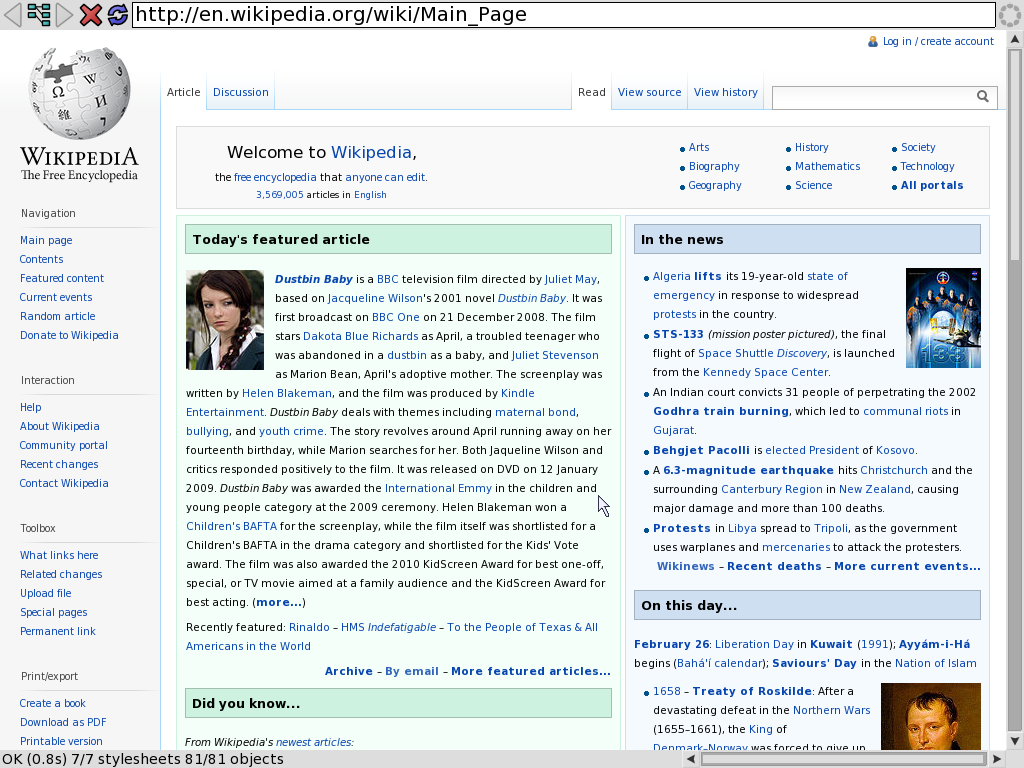 http://en.wikipedia.org/wiki/Main_Page
Log in / create account
Article
Discussion
Read
View source
View history
Ω
W
И
維
7
WIKIPEDIA
The Free Encyclopedia
Navigation
Main page
Contents
Featured content
Current events
Random article
Donate to Wikipedia
Interaction
Help
About Wikipedia
Community portal
Recent changes
Contact Wikipedia
Toolbox
What links here
Related changes
Upload file
Special pages
Permanent link
Print/export
Create a book
Download as PDF
Printable version
Welcome to Wikipedia,
the free encyclopedia that anyone can edit.
3,569,005 articles in English
Arts
Biography
Geography
History
Mathematics
Science
Society
Technology
All portals
Today's featured article
Dustbin Baby is a BBC television film directed by Juliet May,
based on Jacqueline Wilson's 2001 novel Dustbin Baby. It was
first broadcast on BBC One on 21 December 2008. The film
stars Dakota Blue Richards as April, a troubled teenager who
was abandoned in a dustbin as a baby, and Juliet Stevenson
as Marion Bean, April's adoptive mother. The screenplay was
written by Helen Blakeman, and the film was produced by Kindle
Entertainment. Dustbin Baby deals with themes including maternal bond,
bullying, and youth crime. The story revolves around April running away on her
fourteenth birthday, while Marion searches for her. Both Jaqueline Wilson and
critics responded positively to the film. It was released on DVD on 12 January
2009. Dustbin Baby was awarded the International Emmy in the children and
young people category at the 2009 ceremony. Helen Blakeman won a
Children's BAFTA for the screenplay, while the film itself was shortlisted for a
Children's BAFTA in the drama category and shortlisted for the Kids' Vote
award. The film was also awarded the 2010 KidScreen Award for best one-off,
special, or TV movie aimed at a family audience and the KidScreen Award for
best acting. (more...)
Recently featured: Rinaldo – HMS Indefatigable – To the People of Texas & All
Americans in the World
Archive – By email – More featured articles...
Did you know...
From Wikipedia's newest articles:
In the news
Algeria lifts its 19-year-old state of
emergency in response to widespread
protests in the country.
STS-133 (mission poster pictured), the final
flight of Space Shuttle Discovery, is launched
from the Kennedy Space Center.
133
An Indian court convicts 31 people of perpetrating the 2002
Godhra train burning, which led to communal riots in
Gujarat.
Behgjet Pacolli is elected President of Kosovo.
A 6.3-magnitude earthquake hits Christchurch and the
surrounding Canterbury Region in New Zealand, causing
major damage and more than 100 deaths.
Protests in Libya spread to Tripoli, as the government
uses warplanes and mercenaries to attack the protesters.
Wikinews – Recent deaths – More current events...
On this day...
February 26: Liberation Day in Kuwait (1991); Ayyám-i-Há
begins (Bahá'í calendar); Saviours' Day in the Nation of Islam
1658 – Treaty of Roskilde: After a
devastating defeat in the Northern Wars
(1655–1661), the King of
Denmark–Norway was forced to give up
OK (0.8s) 7/7 stylesheets 81/81 objects